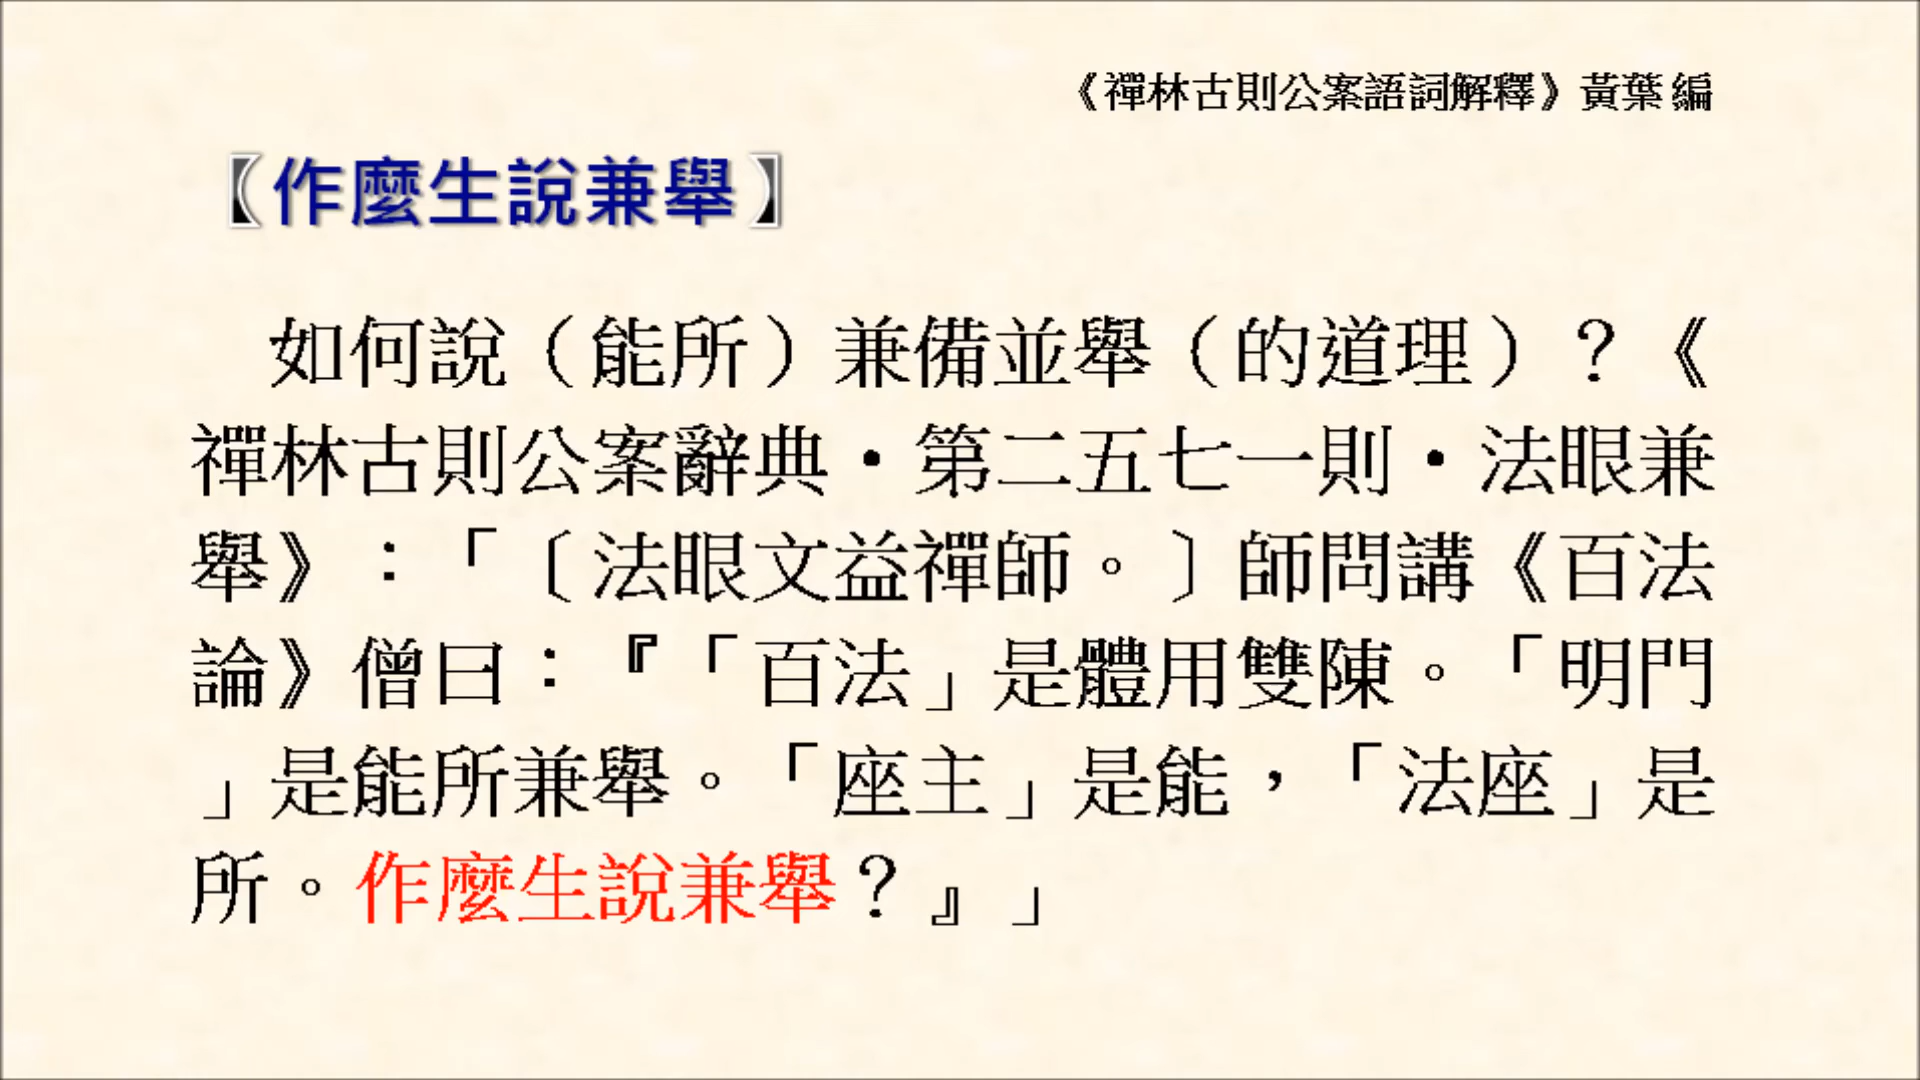 《禪林古則公案語詞解釋》黃葉 編
【作麼生說兼舉】
如何說（能所）兼備並舉（的道理）？《
禪林古則公案辭典·第二五七一則·法眼兼
舉》：「〔法眼文益禪師。〕師問講《百法
論》僧曰：『「百法」是體用雙陳。「明門
」是能所兼舉。「座主」是能，「法座」是
所。作麼生說兼舉？』」